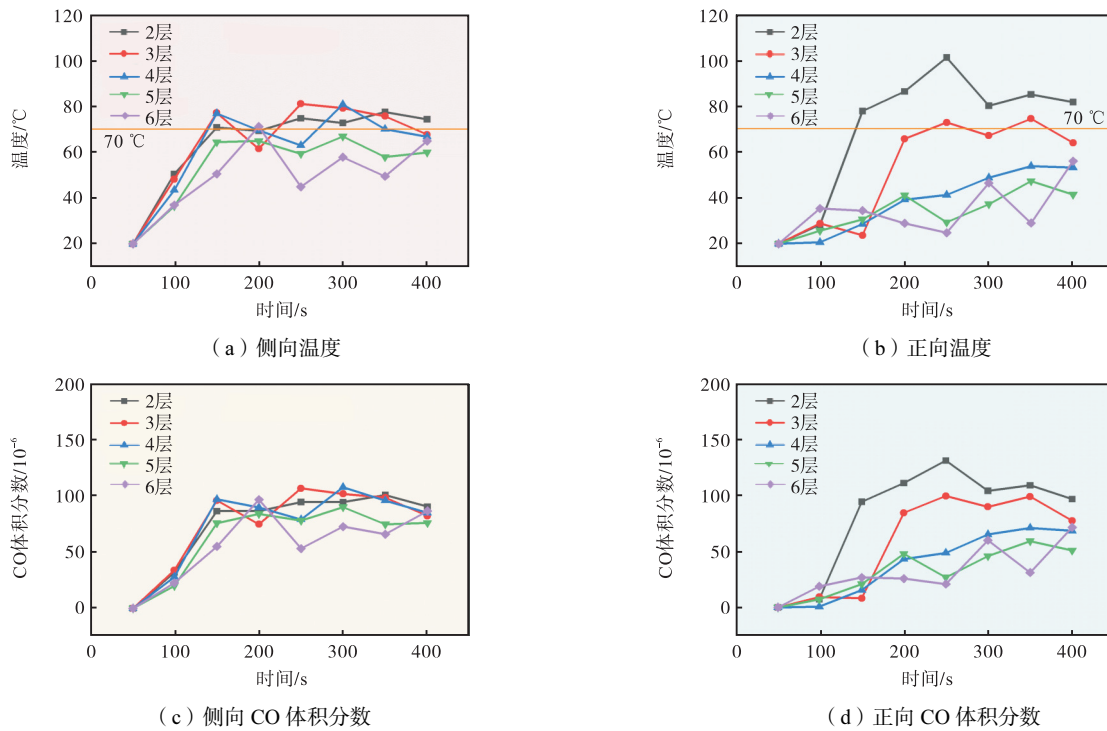 120
100
80
60
40
20
2层
3层
4层
5层
6层
70 ℃
温度/℃
0
100
200
300
400
时间/s
（a）侧向温度
120
100
80
60
40
20
2层
3层
4层
5层
6层
70 ℃
温度/℃
0
100
200
300
400
时间/s
（b）正向温度
200
150
100
50
0
2层
3层
4层
5层
6层
CO体积分数/10⁻⁶
0
100
200
300
400
时间/s
（c）侧向 CO 体积分数
200
150
100
50
0
2层
3层
4层
5层
6层
CO体积分数/10⁻⁶
0
100
200
300
400
时间/s
（d）正向 CO 体积分数